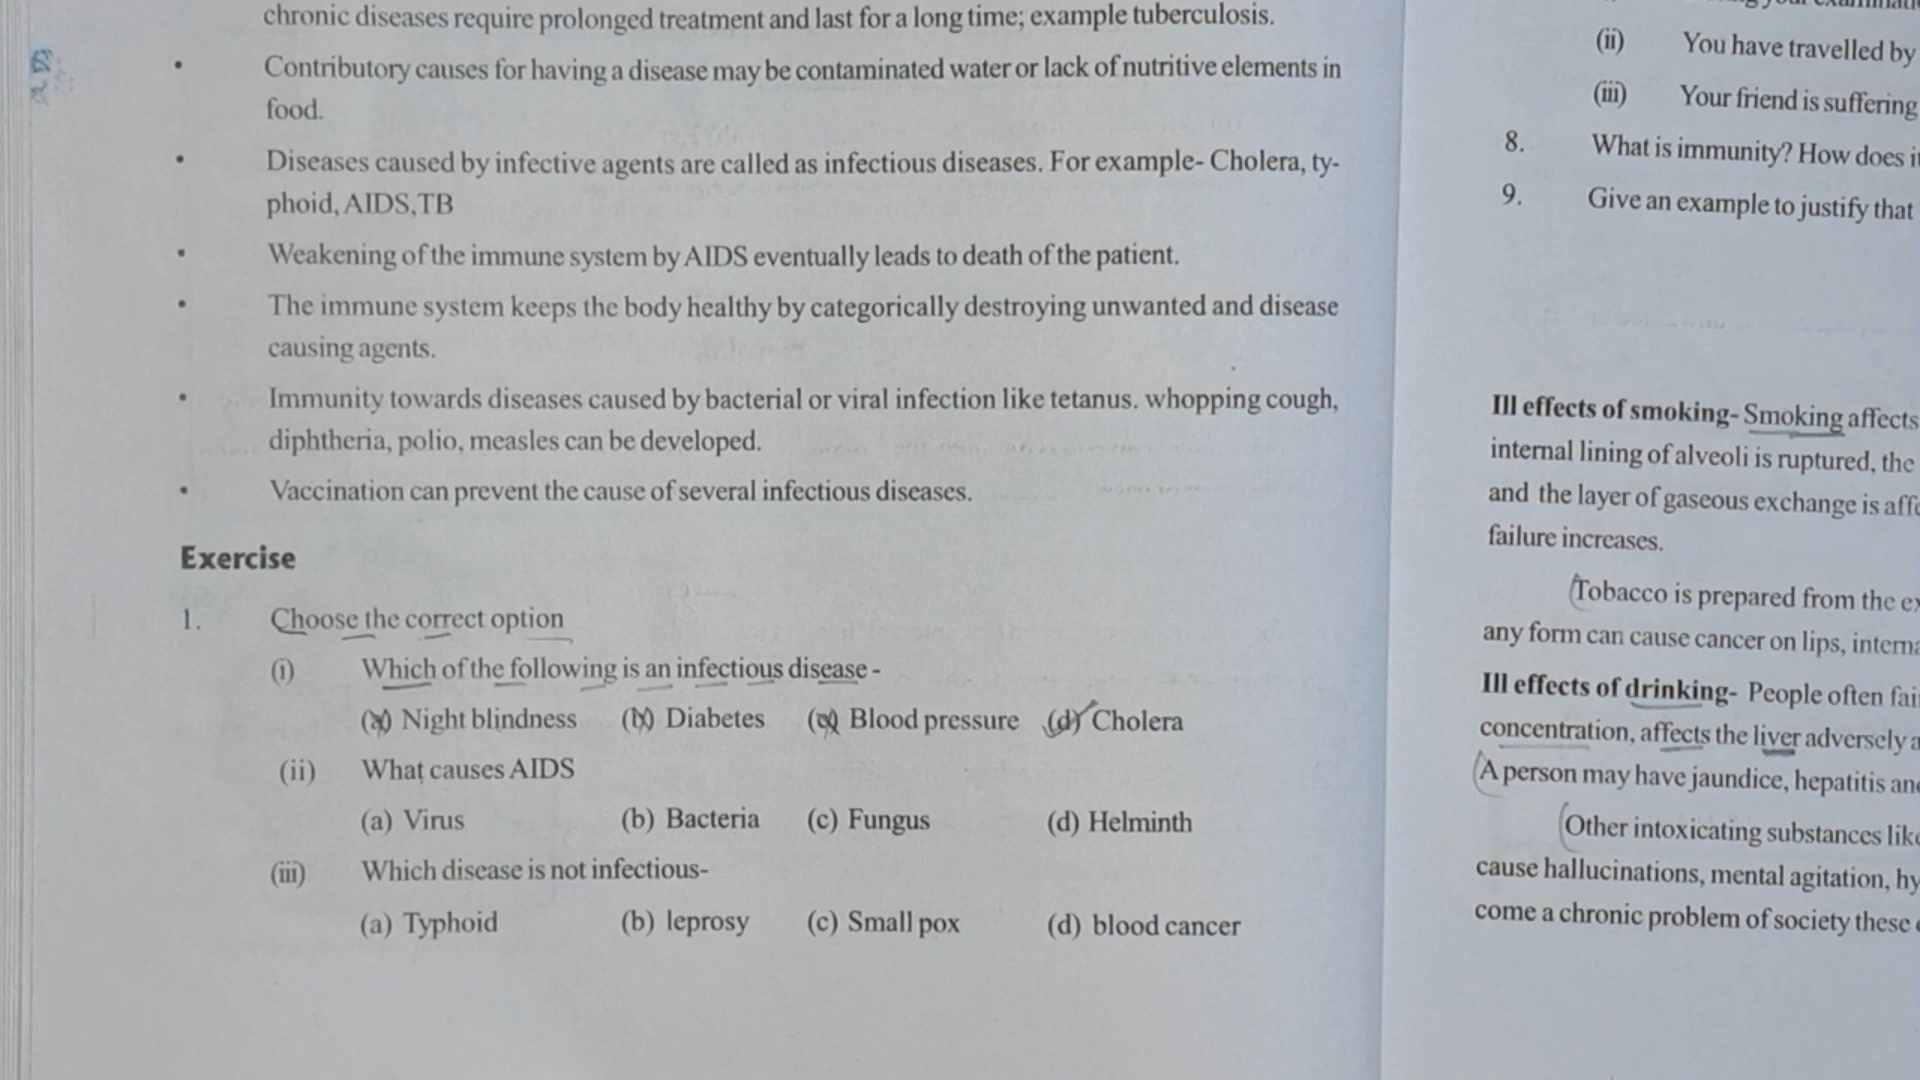 chronic diseases require prolonged treatment and last for a long time; example tuberculosis.
• Contributory causes for having a disease may be contaminated water or lack of nutritive elements in
food.
• Diseases caused by infective agents are called as infectious diseases. For example- Cholera, ty-
phoid, AIDS,TB
• Weakening of the immune system by AIDS eventually leads to death of the patient.
• The immune system keeps the body healthy by categorically destroying unwanted and disease
causing agents.
• Immunity towards diseases caused by bacterial or viral infection like tetanus. whopping cough,
diphtheria, polio, measles can be developed.
• Vaccination can prevent the cause of several infectious diseases.
Exercise
1. Choose the correct option
(i) Which of the following is an infectious disease -
(a) Night blindness (b) Diabetes (c) Blood pressure (d) Cholera
(ii) What causes AIDS
(a) Virus (b) Bacteria (c) Fungus (d) Helminth
(iii) Which disease is not infectious-
(a) Typhoid (b) leprosy (c) Small pox (d) blood cancer
(ii) You have travelled by
(iii) Your friend is suffering
8. What is immunity? How does
9. Give an example to justify that
Ill effects of smoking- Smoking affects
internal lining of alveoli is ruptured, the
and the layer of gaseous exchange is
failure increases.
Tobacco is prepared from the
any form can cause cancer on lips,
Ill effects of drinking- People often
concentration, affects the liver adversely
A person may have jaundice, hepatitis
Other intoxicating substances
cause hallucinations, mental agitation,
come a chronic problem of society these